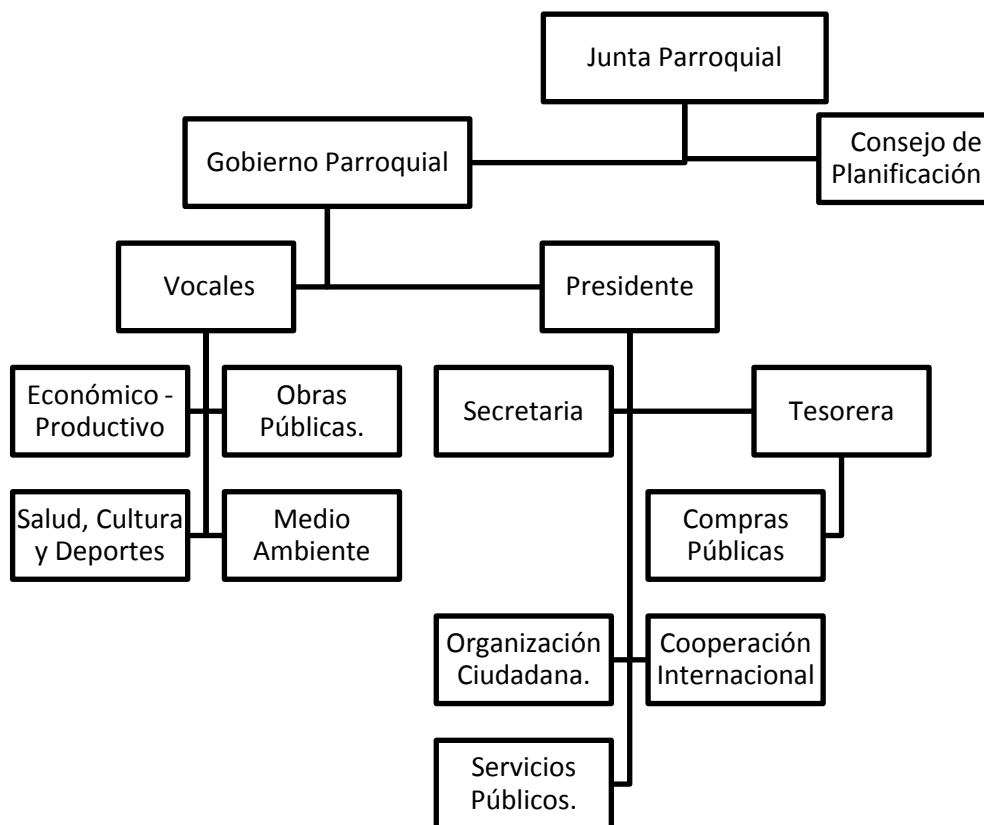 Junta Parroquial
Gobierno Parroquial
Consejo de
Planificación
Vocales
Presidente
Económico -
Productivo
Obras
Públicas.
Secretaria
Tesorera
Salud, Cultura
y Deportes
Medio
Ambiente
Compras
Públicas
Organización
Ciudadana.
Cooperación
Internacional
Servicios
Públicos.